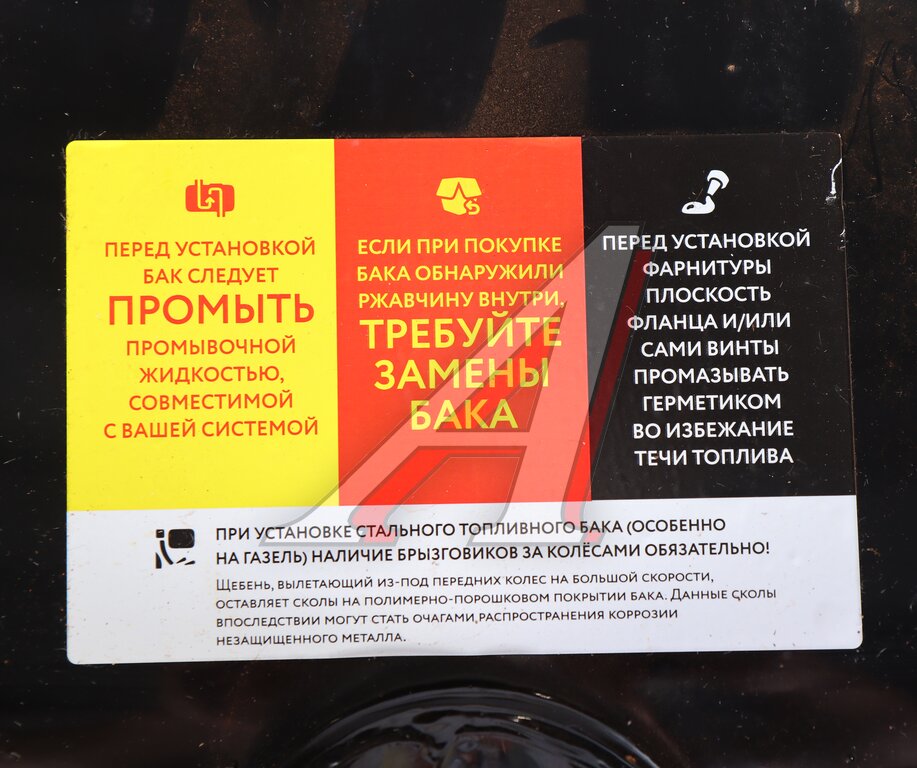 ПЕРЕД УСТАНОВКОЙ
БАК СЛЕДУЕТ
ПРОМЫТЬ
ПРОМЫВОЧНОЙ
ЖИДКОСТЬЮ,
СОВМЕСТИМОЙ
С ВАШЕЙ СИСТЕМОЙ
ЕСЛИ ПРИ ПОКУПКЕ
БАКА ОБНАРУЖИЛИ
РЖАВЧИНУ ВНУТРИ,
ТРЕБУЙТЕ
ЗАМЕНЫ
БАКА
ПЕРЕД УСТАНОВКОЙ
ФАРНИТУРЫ
ПЛОСКОСТЬ
ФЛАНЦА И/ИЛИ
САМИ ВИНТЫ
ПРОМАЗЫВАТЬ
ГЕРМЕТИКОМ
ВО ИЗБЕЖАНИЕ
ТЕЧИ ТОПЛИВА
ПРИ УСТАНОВКЕ СТАЛЬНОГО ТОПЛИВНОГО БАКА (ОСОБЕННО
НА ГАЗЕЛЬ) НАЛИЧИЕ БРЫЗГОВИКОВ ЗА КОЛЁСАМИ ОБЯЗАТЕЛЬНО!
ЩЕБЕНЬ, ВЫЛЕТАЮЩИЙ ИЗ-ПОД ПЕРЕДНИХ КОЛЕС НА БОЛЬШОЙ СКОРОСТИ,
ОСТАВЛЯЕТ СКОЛЫ НА ПОЛИМЕРНО-ПОРОШКОВОМ ПОКРЫТИИ БАКА. ДАННЫЕ СКОЛЫ
ВПОСЛЕДСТВИИ МОГУТ СТАТЬ ОЧАГАМИ РАСПРОСТРАНЕНИЯ КОРРОЗИИ
НЕЗАЩИЩЕННОГО МЕТАЛЛА.